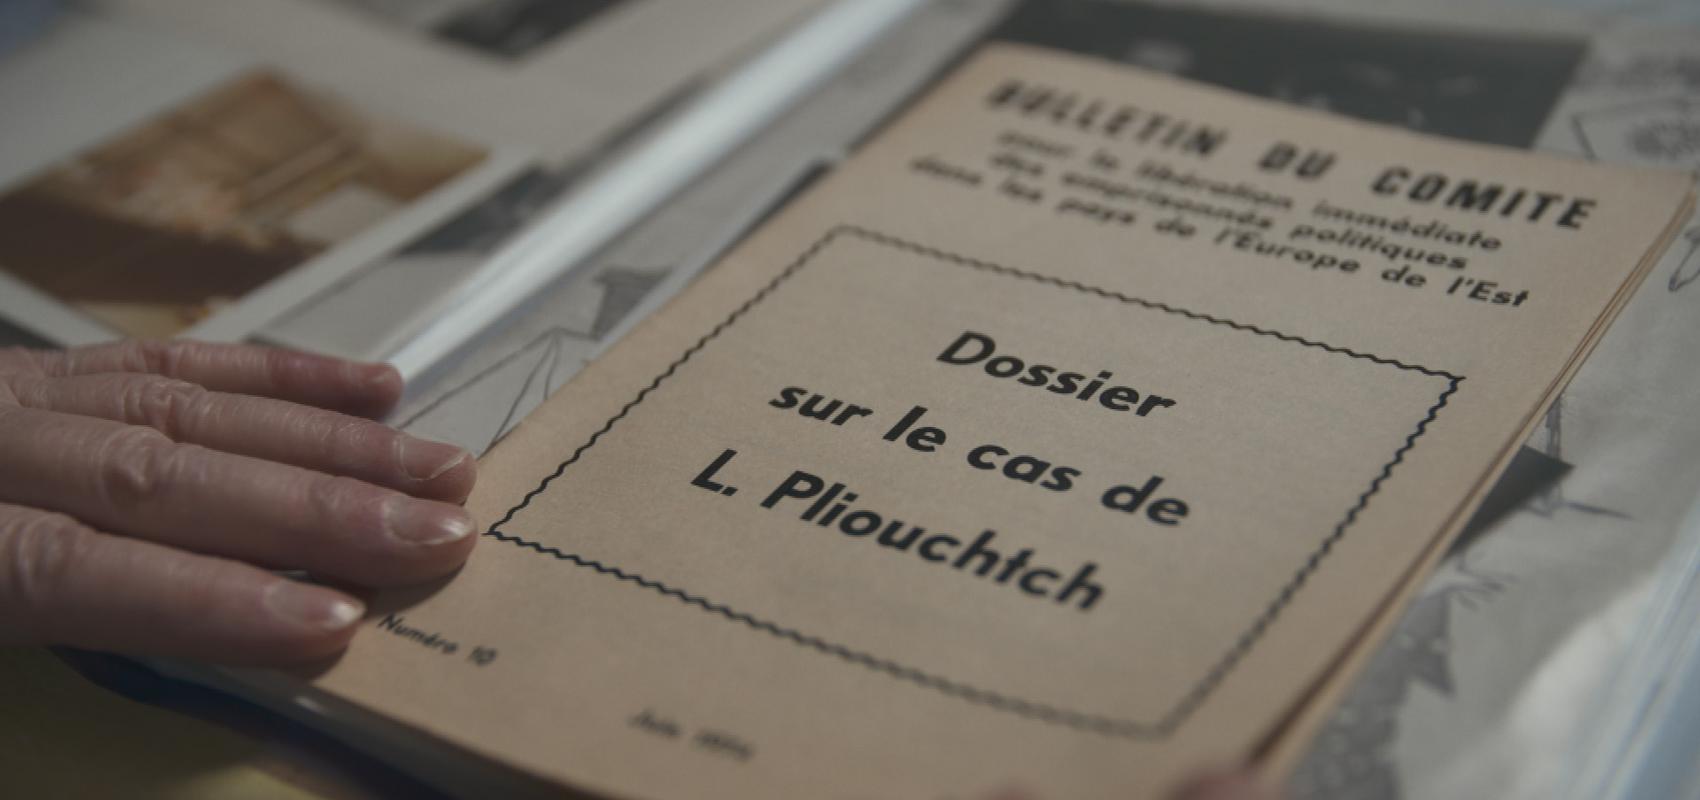 BULLETIN DU COMITE
pour la libération immédiate
des emprisonnés politiques
dans les pays de l'Europe de l'Est
Dossier
sur le cas de
L. Pliouchtch
Numéro 10